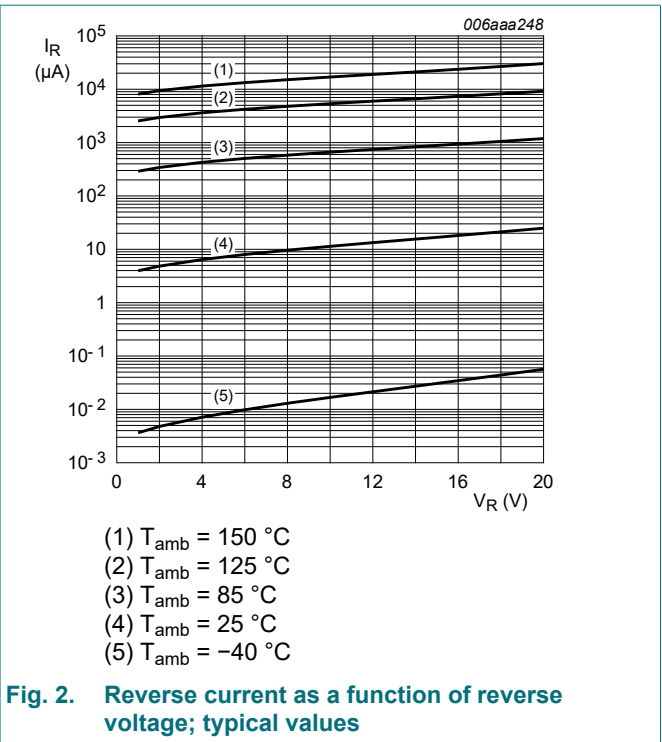 006aaa248
I_R
(μA)
10^5
10^4
10^3
10^2
10
1
10^-1
10^-2
10^-3
(1)
(2)
(3)
(4)
(5)
0 4 8 12 16 20
V_R (V)
(1) T_amb = 150 °C
(2) T_amb = 125 °C
(3) T_amb = 85 °C
(4) T_amb = 25 °C
(5) T_amb = −40 °C
Fig. 2. Reverse current as a function of reverse
voltage; typical values